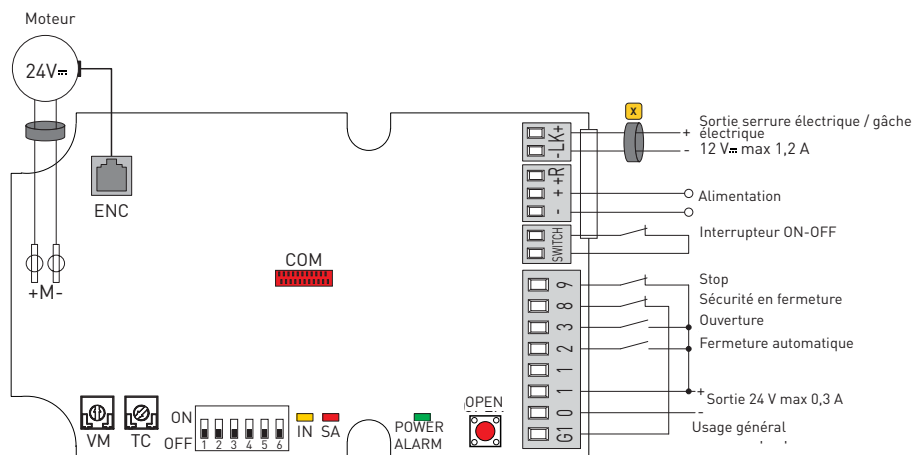 Moteur
24V
ENC
+M-
COM
VM
TC
ON
OFF
1 2 3 4 5 6
IN
SA
POWER
ALARM
OPEN
X
-LK+
- + +R
SWITCH
9
8
3
2
1
1
0
G1
+
Sortie serrure électrique / gâche
électrique
- 12 V max 1,2 A
Alimentation
Interrupteur ON-OFF
Stop
Sécurité en fermeture
Ouverture
Fermeture automatique
+
Sortie 24 V max 0,3 A
-
Usage général